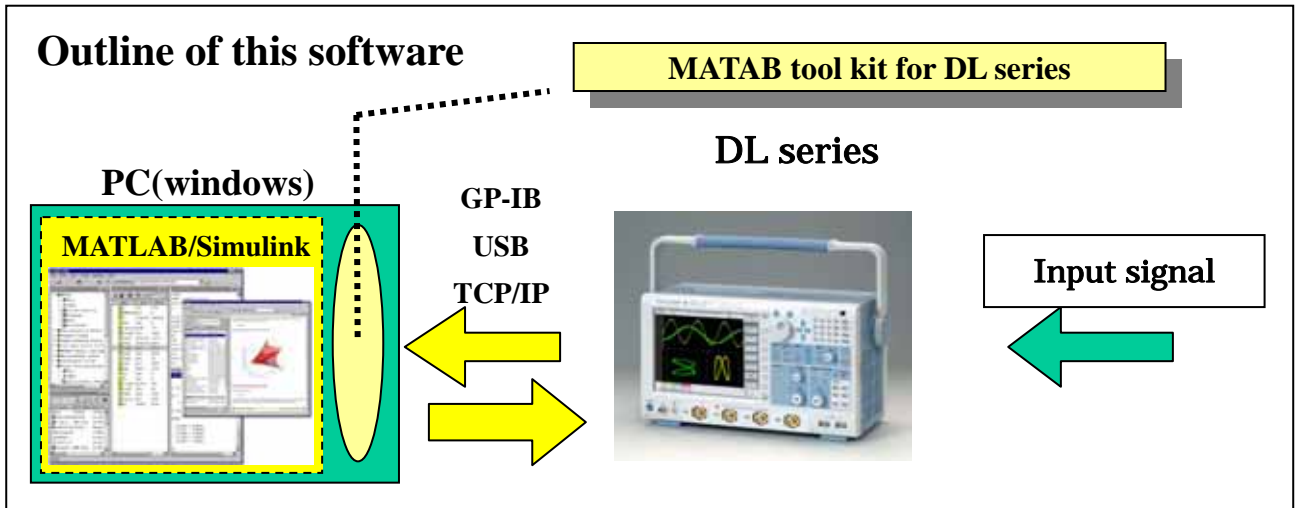 Outline of this software
MATAB tool kit for DL series
DL series
PC(windows)
GP-IB
USB
TCP/IP
MATLAB/Simulink
Input signal